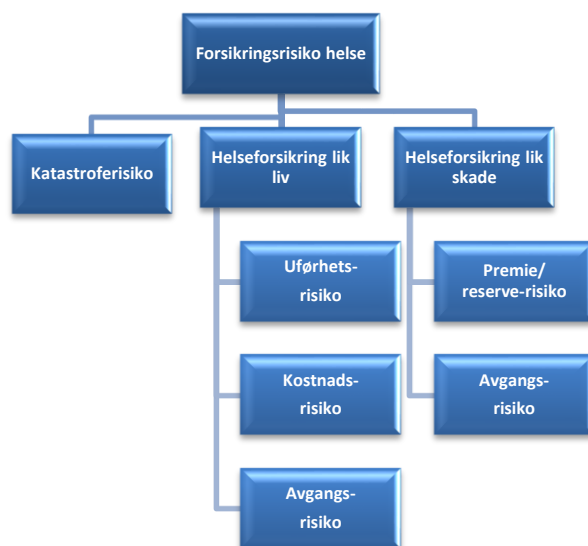 Forsikringsrisiko helse
Katastroferisiko
Helseforsikring lik
liv
Helseforsikring lik
skade
Uførhets-
risiko
Kostnads-
risiko
Avgangs-
risiko
Premie/
reserve-risiko
Avgangs-
risiko